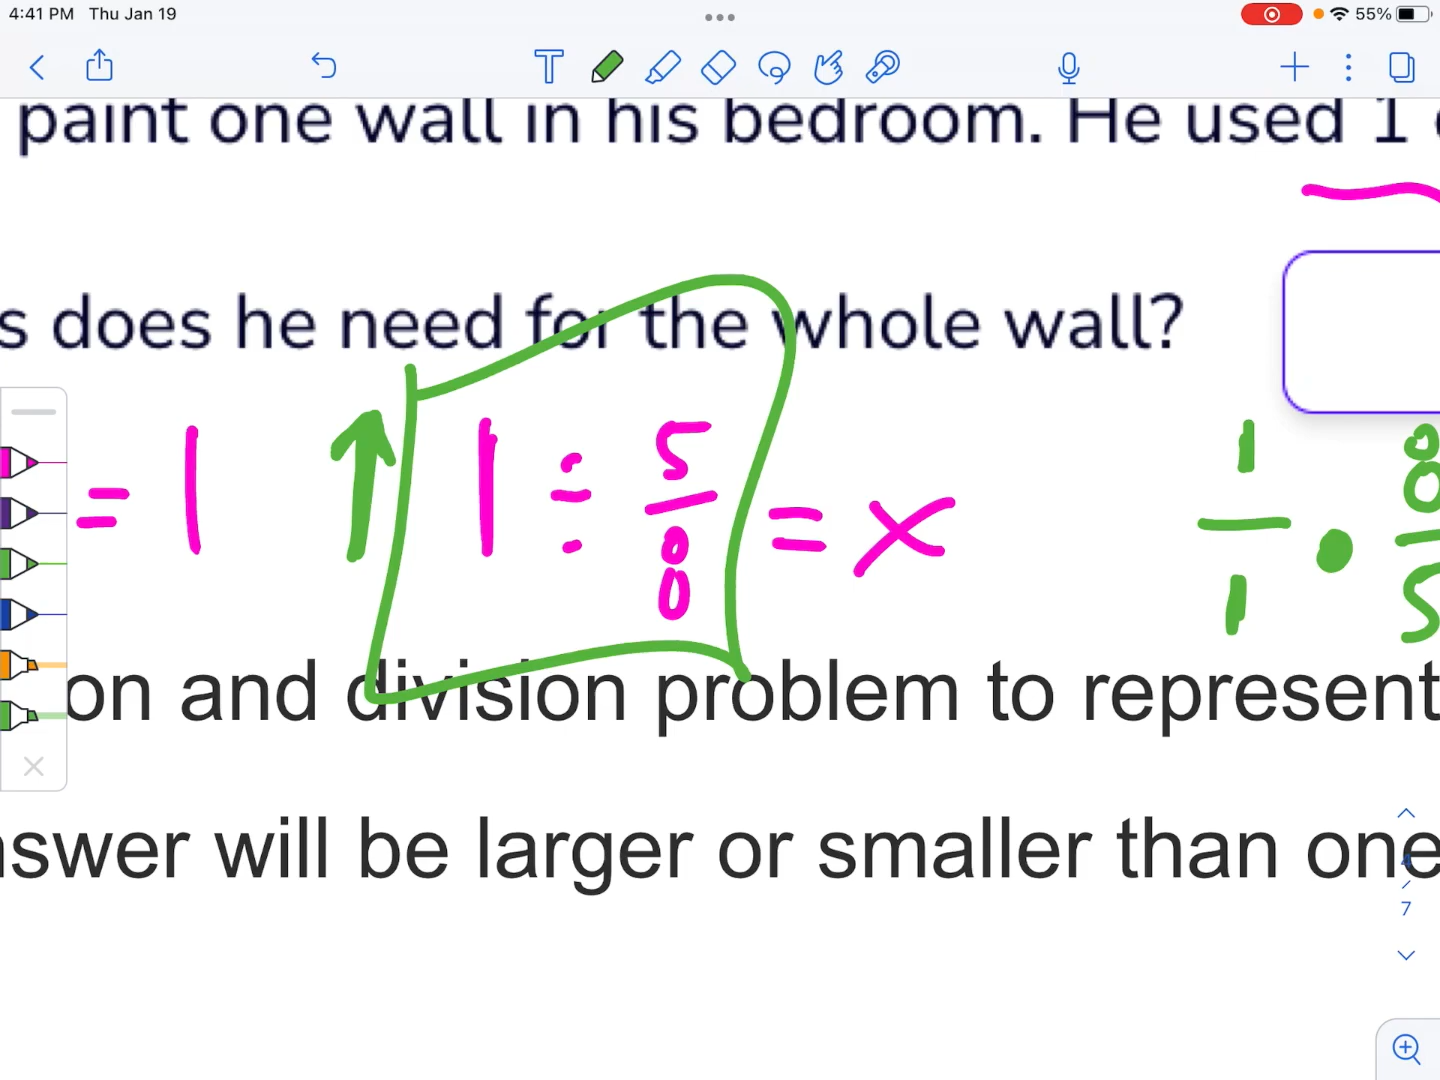 4:41 PM Thu Jan 19
55%
T
paint one wall in his bedroom. He used 1
s does he need for the whole wall?
= 1 1 ÷ 5/8 = x 1/1 • 8/5
on and division problem to represent
nswer will be larger or smaller than one
/
7